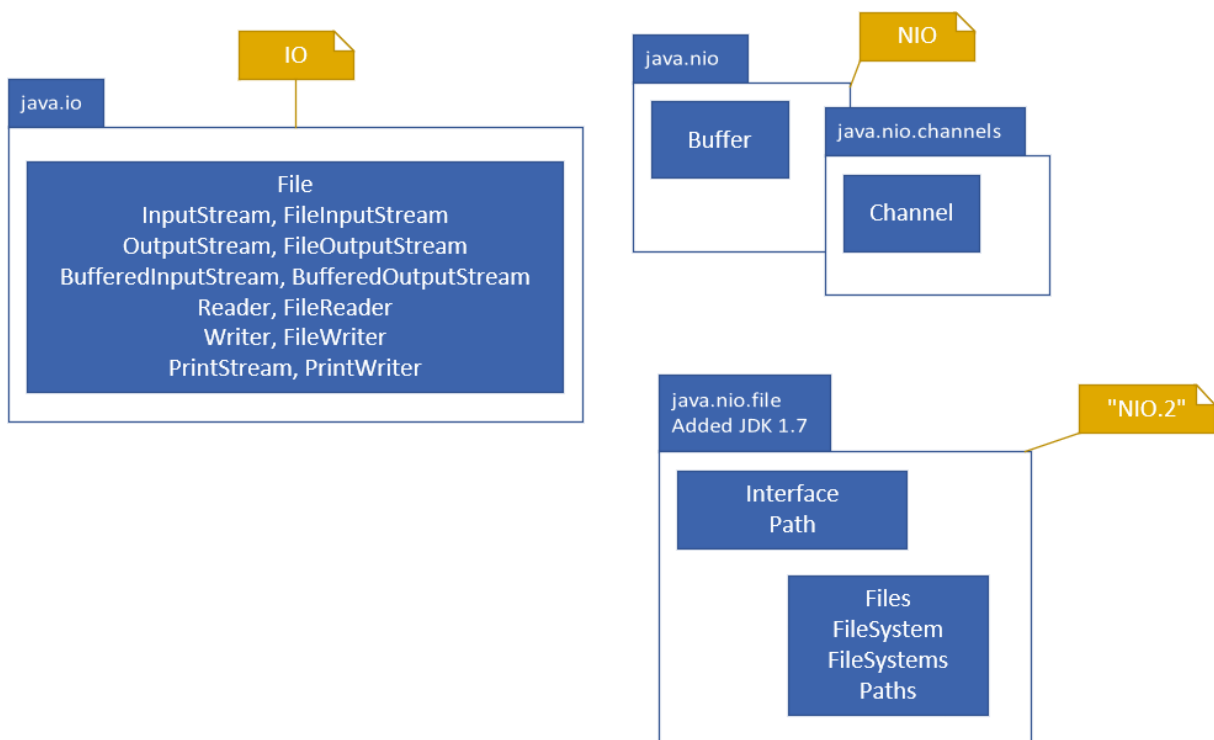 IO
java.io
File
InputStream, FileInputStream
OutputStream, FileOutputStream
BufferedInputStream, BufferedOutputStream
Reader, FileReader
Writer, FileWriter
PrintStream, PrintWriter
NIO
java.nio
Buffer
java.nio.channels
Channel
java.nio.file
Added JDK 1.7
"NIO.2"
Interface
Path
Files
FileSystem
FileSystems
Paths